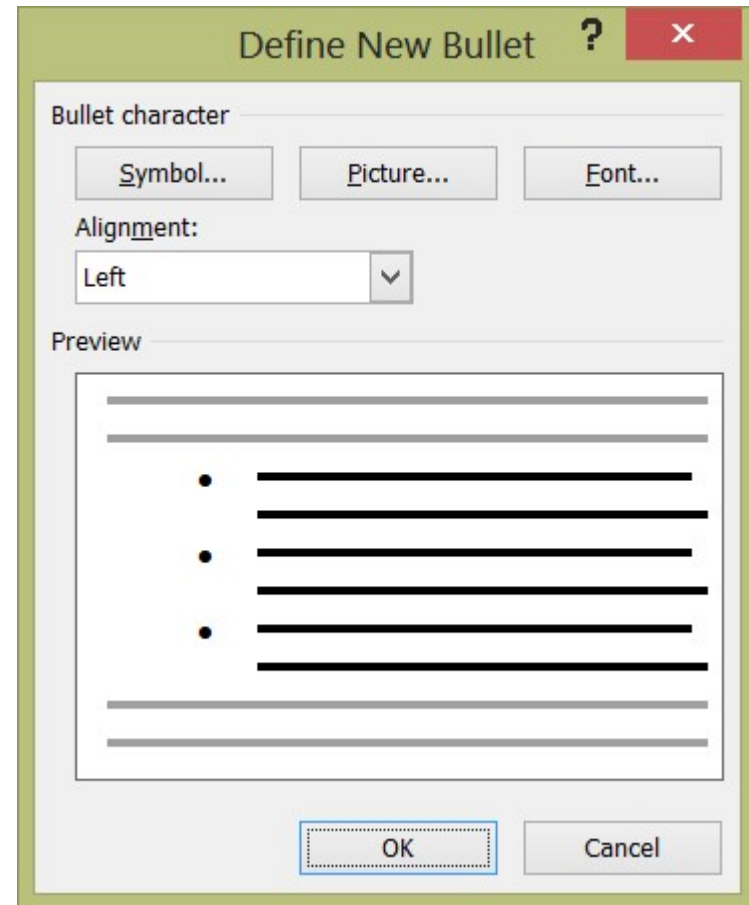 Define New Bullet ?
Bullet character
Symbol... Picture... Font...
Alignment:
Left
Preview
OK Cancel